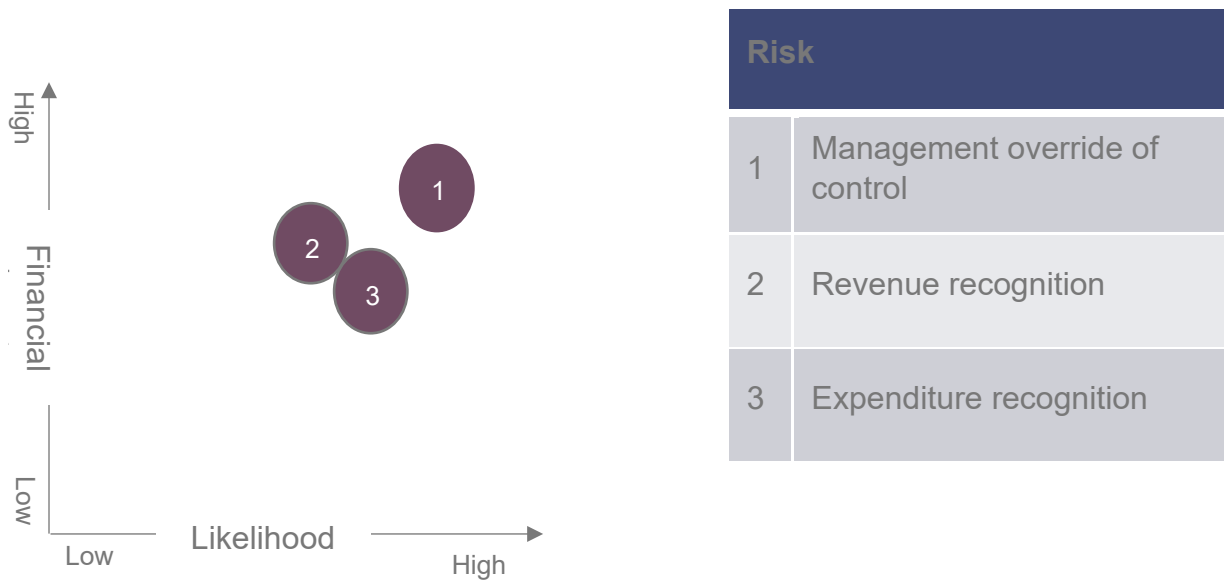 High
Financial
Low
Low
Likelihood
High
1
2
3
Risk
1
Management override of
control
2
Revenue recognition
3
Expenditure recognition